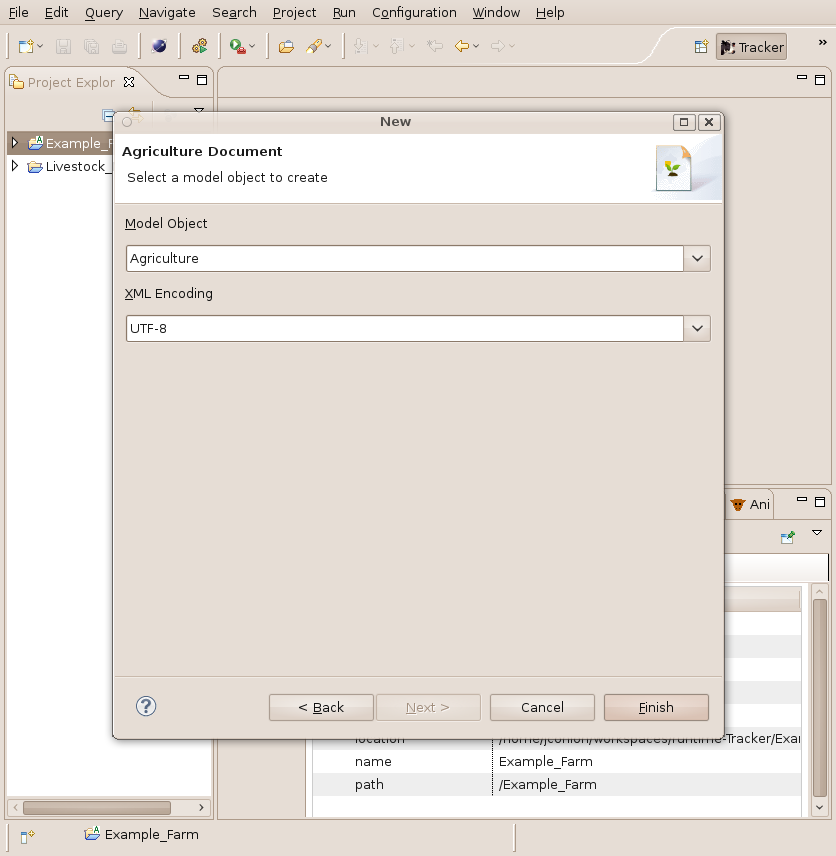 File Edit Query Navigate Search Project Run Configuration Window Help
Tracker
Project Explor
Example_F
Livestock_
New
Agriculture Document
Select a model object to create
Model Object
Agriculture
XML Encoding
UTF-8
Ani
< Back Next > Cancel Finish
location /home/jconlon/workspaces/runtime-Tracker/Exa
name Example_Farm
path /Example_Farm
Example_Farm